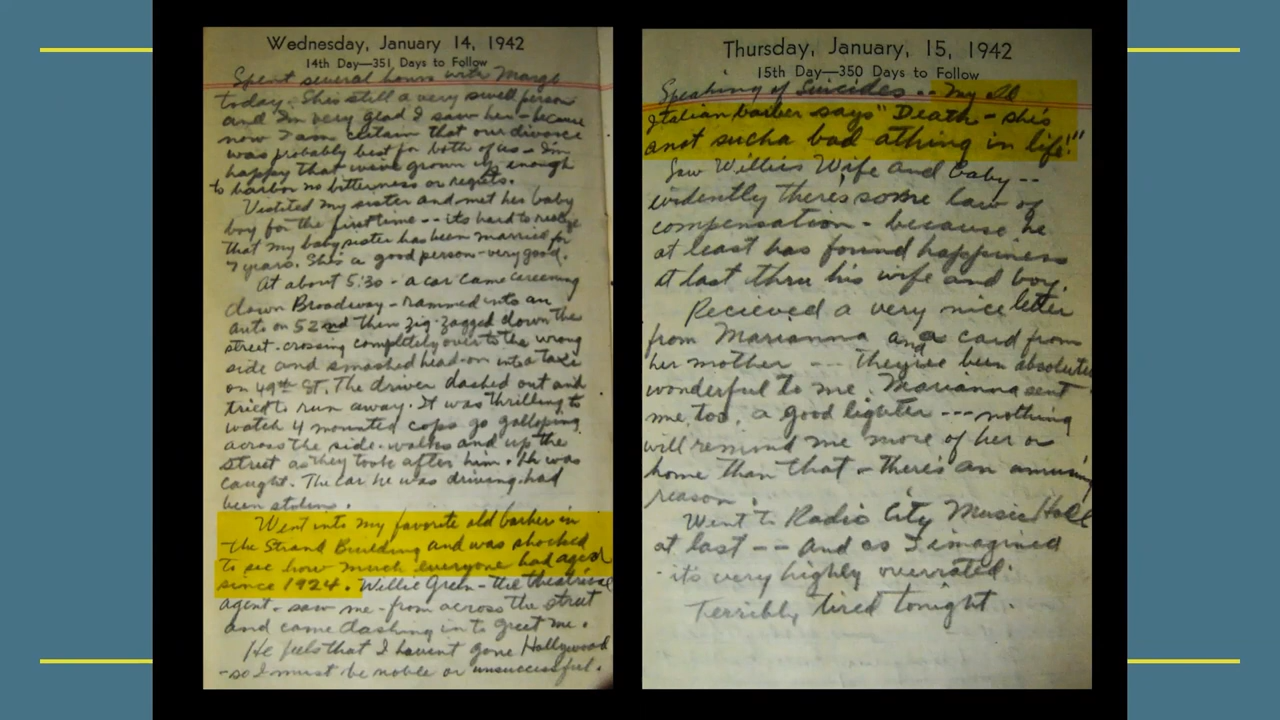 Wednesday, January 14, 1942
14th Day—351 Days to Follow
Spent several hours with Margo
today. She's still a very swell person
and I'm very glad I saw her - because
now I am certain that our divorce
was probably best for both of us - I'm
happy that we've grown up enough
to harbor no bitterness or regrets.
Vistited my sister and met her baby
boy for the first time -- its hard to realize
that my baby sister has been married for
7 years. She's a good person - very good.
At about 5:30 - a car came careening
down Broadway - rammed into an
auto on 52nd then zig-zagged down the
street - crossing completely over to the wrong
side and smashed head-on into a taxi
on 49th St. The driver dashed out and
tried to run away. It was thrilling to
watch 4 mounted cops go galloping
across the side-walks and up the
street as they took after him. He was
caught. The car he was driving had
been stolen.
Went into my favorite old barber in
the Strand Building and was shocked
to see how much everyone had aged
since 1924. Willie Green - the theatrical
agent - saw me - from across the street
and came dashing in to greet me.
He feels that I havent gone Hollywood
- so I must be noble or unsuccessful.
Thursday, January, 15, 1942
15th Day—350 Days to Follow
Speaking of Suicides -- my old
Italian barber says "Death - she's
anot sucha bad athing in life!"
Saw Willie's Wife and baby --
evidently theres some law of
compensation - because he
at least has found happiness
at last thru his wife and boy.
Recieved a very nice letter
from Marianna and a card from
her mother --- they've been absolutely
wonderful to me. Marianna sent
me, too, a good lighter --- nothing
will remind me more of her or
home than that - there's an amusing
reason.
Went to Radio City Music Hall
at last -- and as I imagined
- it's very highly overrated.
Terribly tired tonight.